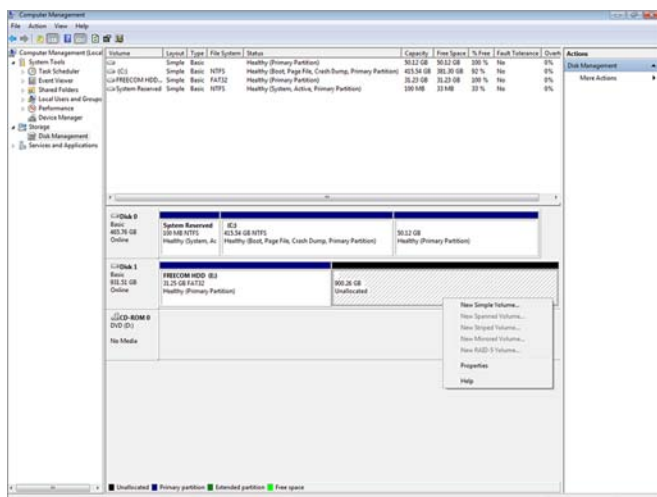 Computer Management
File Action View Help
Computer Management (Local
System Tools
Task Scheduler
Event Viewer
Shared Folders
Local Users and Groups
Performance
Device Manager
Storage
Disk Management
Services and Applications
Volume Layout Type File System Status Capacity Free Space % Free Fault Tolerance Overh
Simple Basic Healthy (Primary Partition) 50.12 GB 50.12 GB 100 % No 0%
(C:) Simple Basic NTFS Healthy (Boot, Page File, Crash Dump, Primary Partition) 415.54 GB 381.30 GB 92 % No 0%
FREECOM HDD... Simple Basic FAT32 Healthy (Primary Partition) 31.23 GB 31.23 GB 100 % No 0%
System Reserved Simple Basic NTFS Healthy (System, Active, Primary Partition) 100 MB 33 MB 33 % No 0%
Actions
Disk Management
More Actions
Disk 0
Basic
465.76 GB
Online
System Reserved
100 MB NTFS
Healthy (System, Ac
(C:)
415.54 GB NTFS
Healthy (Boot, Page File, Crash Dump, Primary Partition)
50.12 GB
Healthy (Primary Partition)
Disk 1
Basic
931.51 GB
Online
FREECOM HDD (E:)
31.25 GB FAT32
Healthy (Primary Partition)
900.26 GB
Unallocated
CD-ROM 0
DVD (D:)
No Media
New Simple Volume...
New Spanned Volume...
New Striped Volume...
New Mirrored Volume...
New RAID-5 Volume...
Properties
Help
Unallocated Primary partition Extended partition Free space